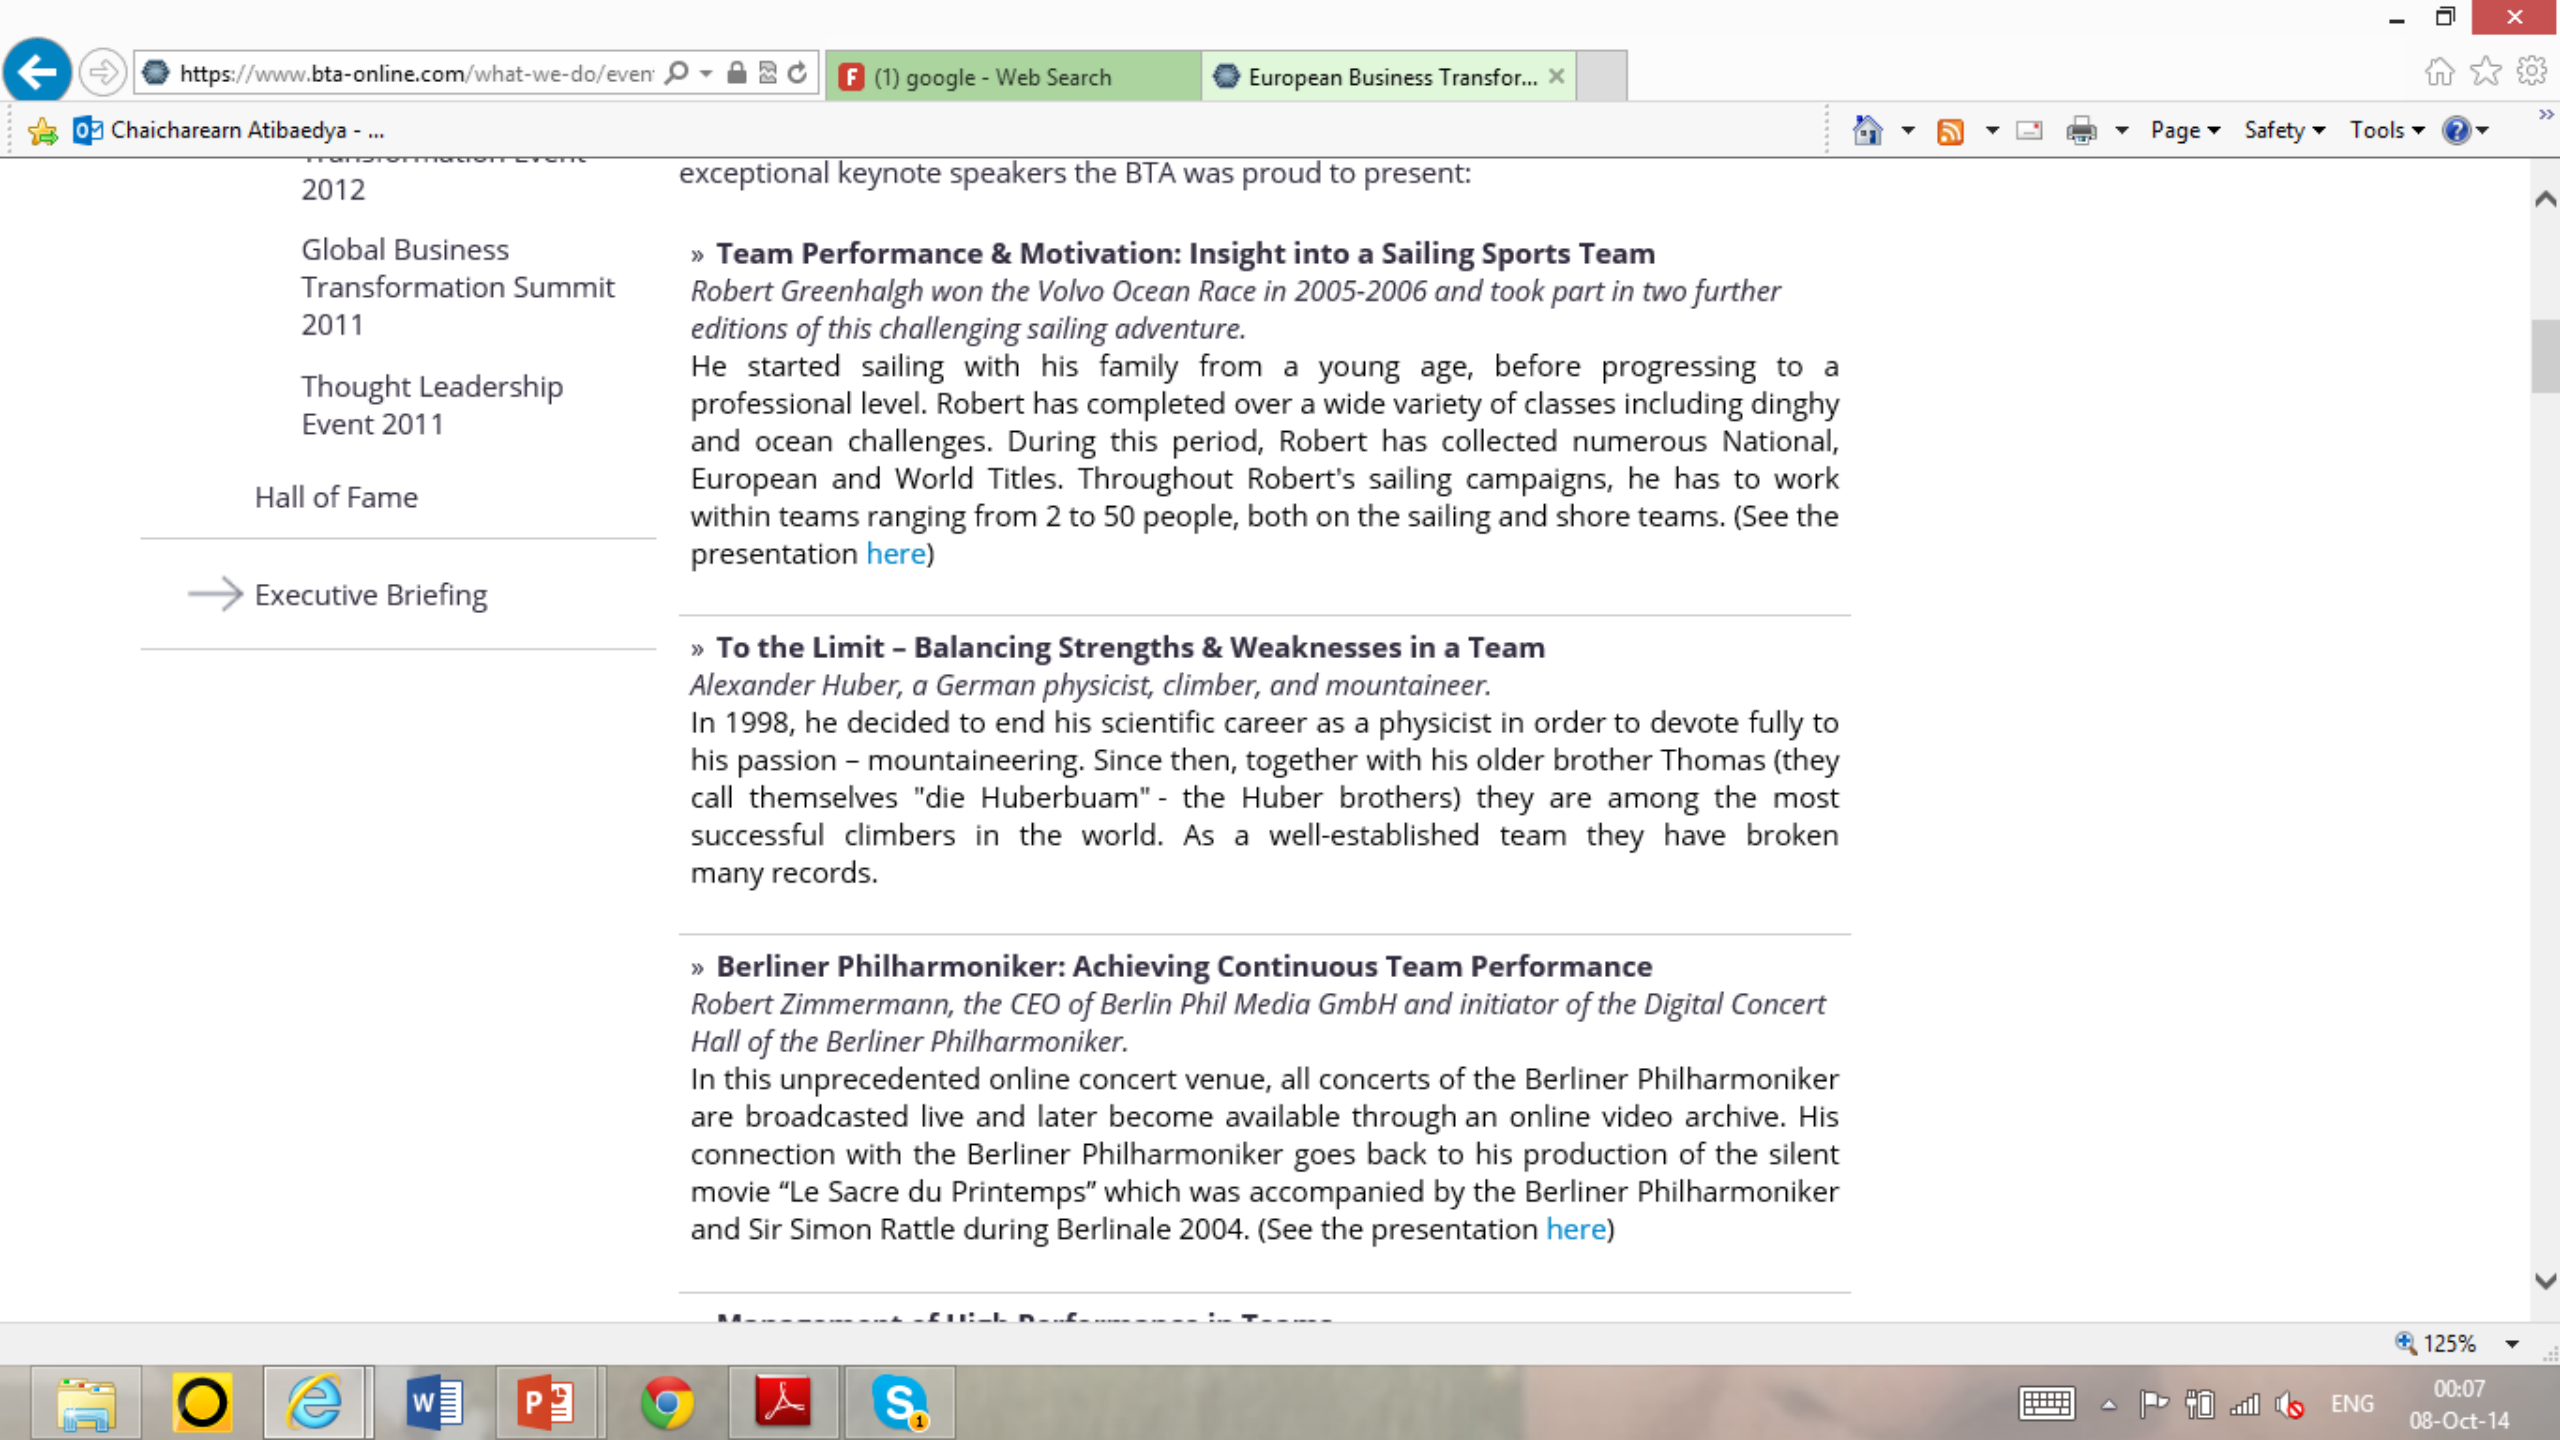 https://www.bta-online.com/what-we-do/even
(1) google - Web Search
European Business Transfor...
Chaicharearn Atibaedya - ...
Page
Safety
Tools
Transformation Event
2012
Global Business
Transformation Summit
2011
Thought Leadership
Event 2011
Hall of Fame
Executive Briefing
exceptional keynote speakers the BTA was proud to present:
» Team Performance & Motivation: Insight into a Sailing Sports Team
Robert Greenhalgh won the Volvo Ocean Race in 2005-2006 and took part in two further
editions of this challenging sailing adventure.
He started sailing with his family from a young age, before progressing to a
professional level. Robert has completed over a wide variety of classes including dinghy
and ocean challenges. During this period, Robert has collected numerous National,
European and World Titles. Throughout Robert's sailing campaigns, he has to work
within teams ranging from 2 to 50 people, both on the sailing and shore teams. (See the
presentation here)
» To the Limit – Balancing Strengths & Weaknesses in a Team
Alexander Huber, a German physicist, climber, and mountaineer.
In 1998, he decided to end his scientific career as a physicist in order to devote fully to
his passion – mountaineering. Since then, together with his older brother Thomas (they
call themselves "die Huberbuam" - the Huber brothers) they are among the most
successful climbers in the world. As a well-established team they have broken
many records.
» Berliner Philharmoniker: Achieving Continuous Team Performance
Robert Zimmermann, the CEO of Berlin Phil Media GmbH and initiator of the Digital Concert
Hall of the Berliner Philharmoniker.
In this unprecedented online concert venue, all concerts of the Berliner Philharmoniker
are broadcasted live and later become available through an online video archive. His
connection with the Berliner Philharmoniker goes back to his production of the silent
movie “Le Sacre du Printemps” which was accompanied by the Berliner Philharmoniker
and Sir Simon Rattle during Berlinale 2004. (See the presentation here)
Management of High Performance in Teams
125%
ENG
00:07
08-Oct-14